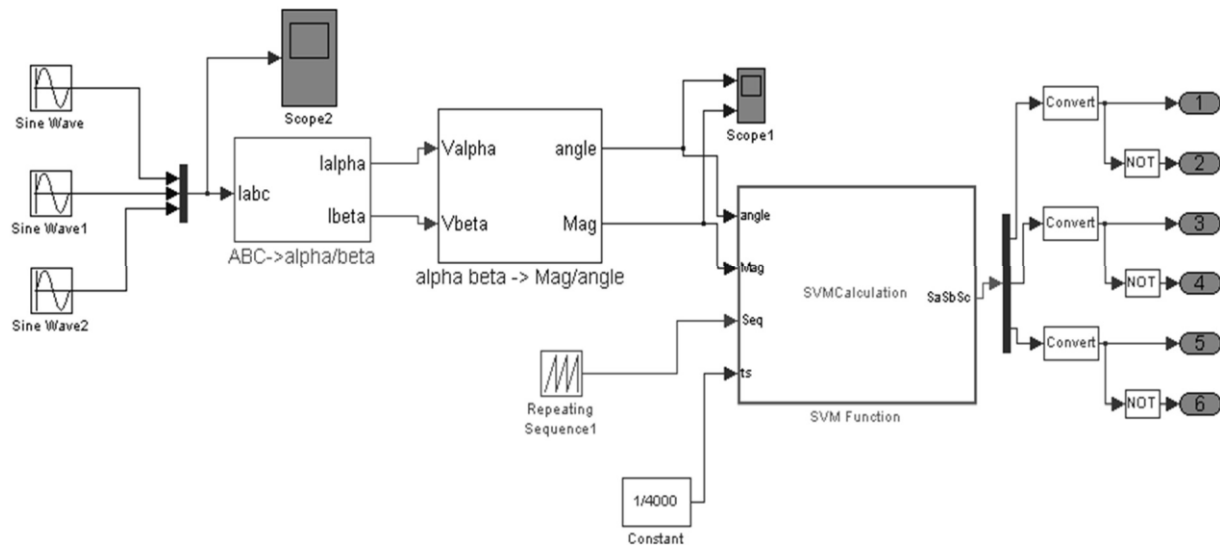 Sine Wave
Sine Wave1
Sine Wave2
Scope2
Iabc
Ialpha
Ibeta
ABC->alpha/beta
Valpha
Vbeta
angle
Mag
alpha beta -> Mag/angle
Scope1
Repeating
Sequence1
1/4000
Constant
angle
Mag
Seq
ts
SVMCalculation
SaSbSc
SVM Function
Convert
1
NOT
2
Convert
3
NOT
4
Convert
5
NOT
6